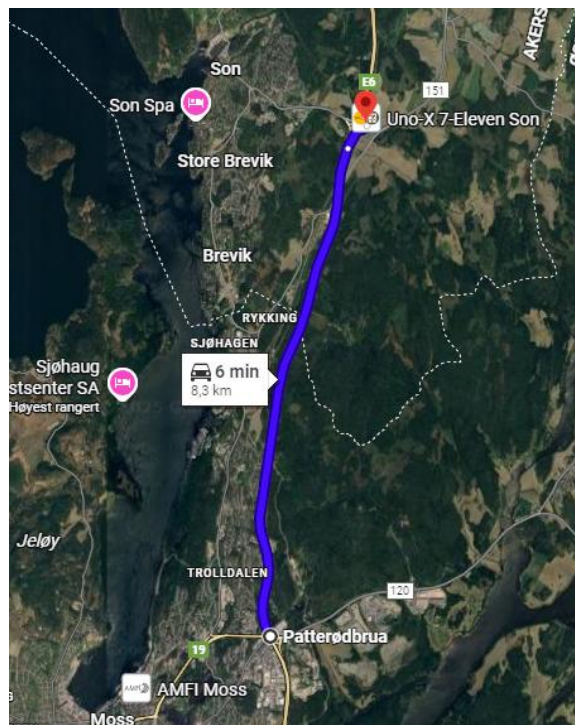 Son
E6
151
AKERS
Son Spa
Uno-X 7-Eleven Son
Store Brevik
Brevik
RYKKING
SJØHAGEN
6 min
8,3 km
Sjøhaug
stsenter SA
Høyest rangert
Jeløy
TROLLDALEN
120
Patterødbrua
19
AMFI Moss
Moss